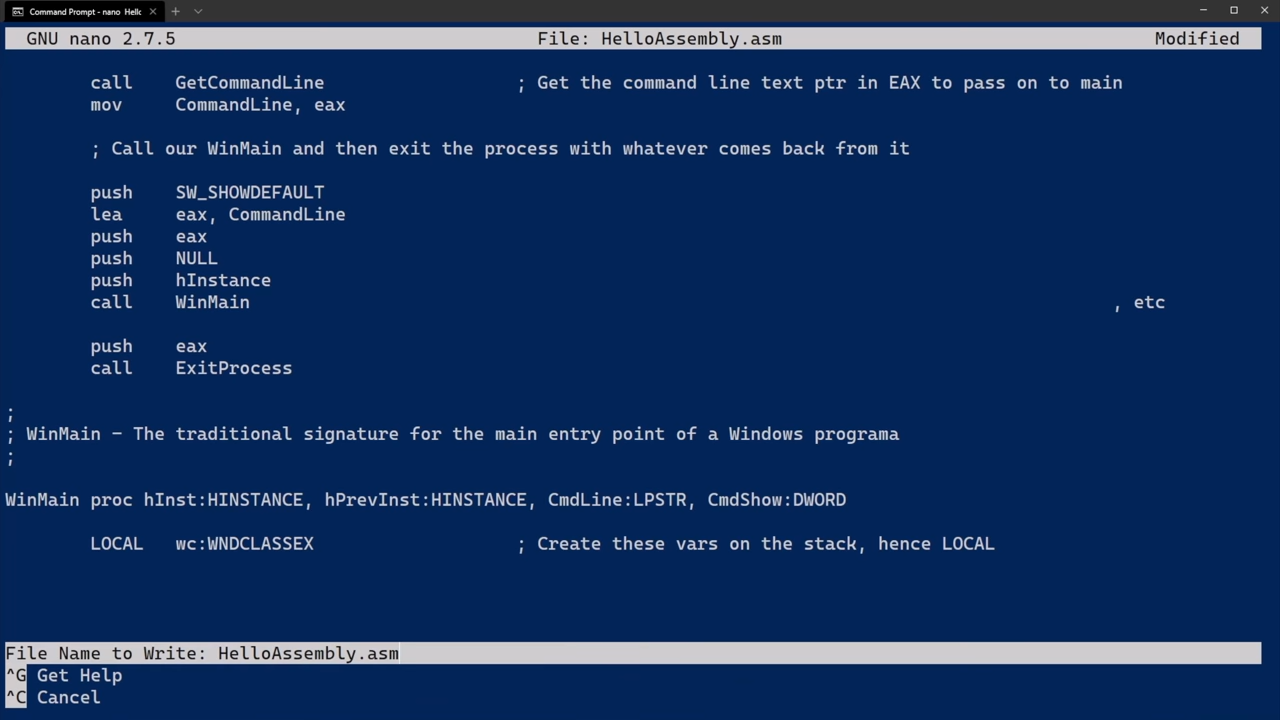 Command Prompt - nano Hello
GNU nano 2.7.5 File: HelloAssembly.asm Modified
call GetCommandLine ; Get the command line text ptr in EAX to pass on to main
mov CommandLine, eax
; Call our WinMain and then exit the process with whatever comes back from it
push SW_SHOWDEFAULT
lea eax, CommandLine
push eax
push NULL
push hInstance
call WinMain , etc
push eax
call ExitProcess
;
; WinMain - The traditional signature for the main entry point of a Windows programa
;
WinMain proc hInst:HINSTANCE, hPrevInst:HINSTANCE, CmdLine:LPSTR, CmdShow:DWORD
LOCAL wc:WNDCLASSEX ; Create these vars on the stack, hence LOCAL
File Name to Write: HelloAssembly.asm
^G Get Help
^C Cancel